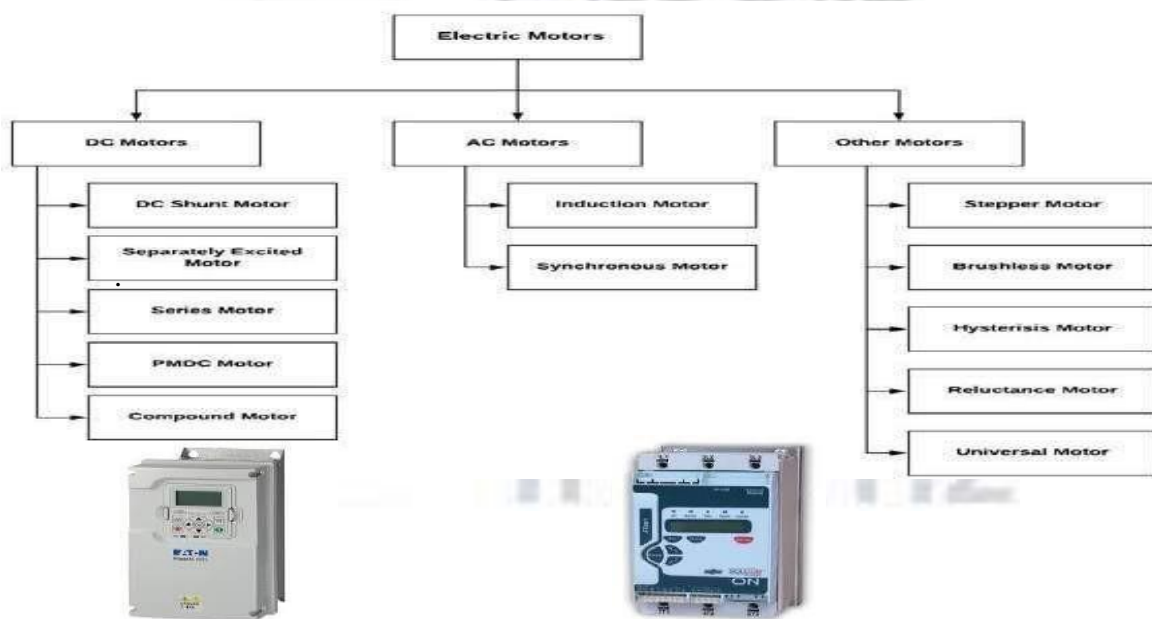 Electric Motors
DC Motors
AC Motors
Other Motors
DC Shunt Motor
Separately Excited
Motor
Series Motor
PMDC Motor
Compound Motor
Induction Motor
Synchronous Motor
Stepper Motor
Brushless Motor
Hysterisis Motor
Reluctance Motor
Universal Motor
EATON